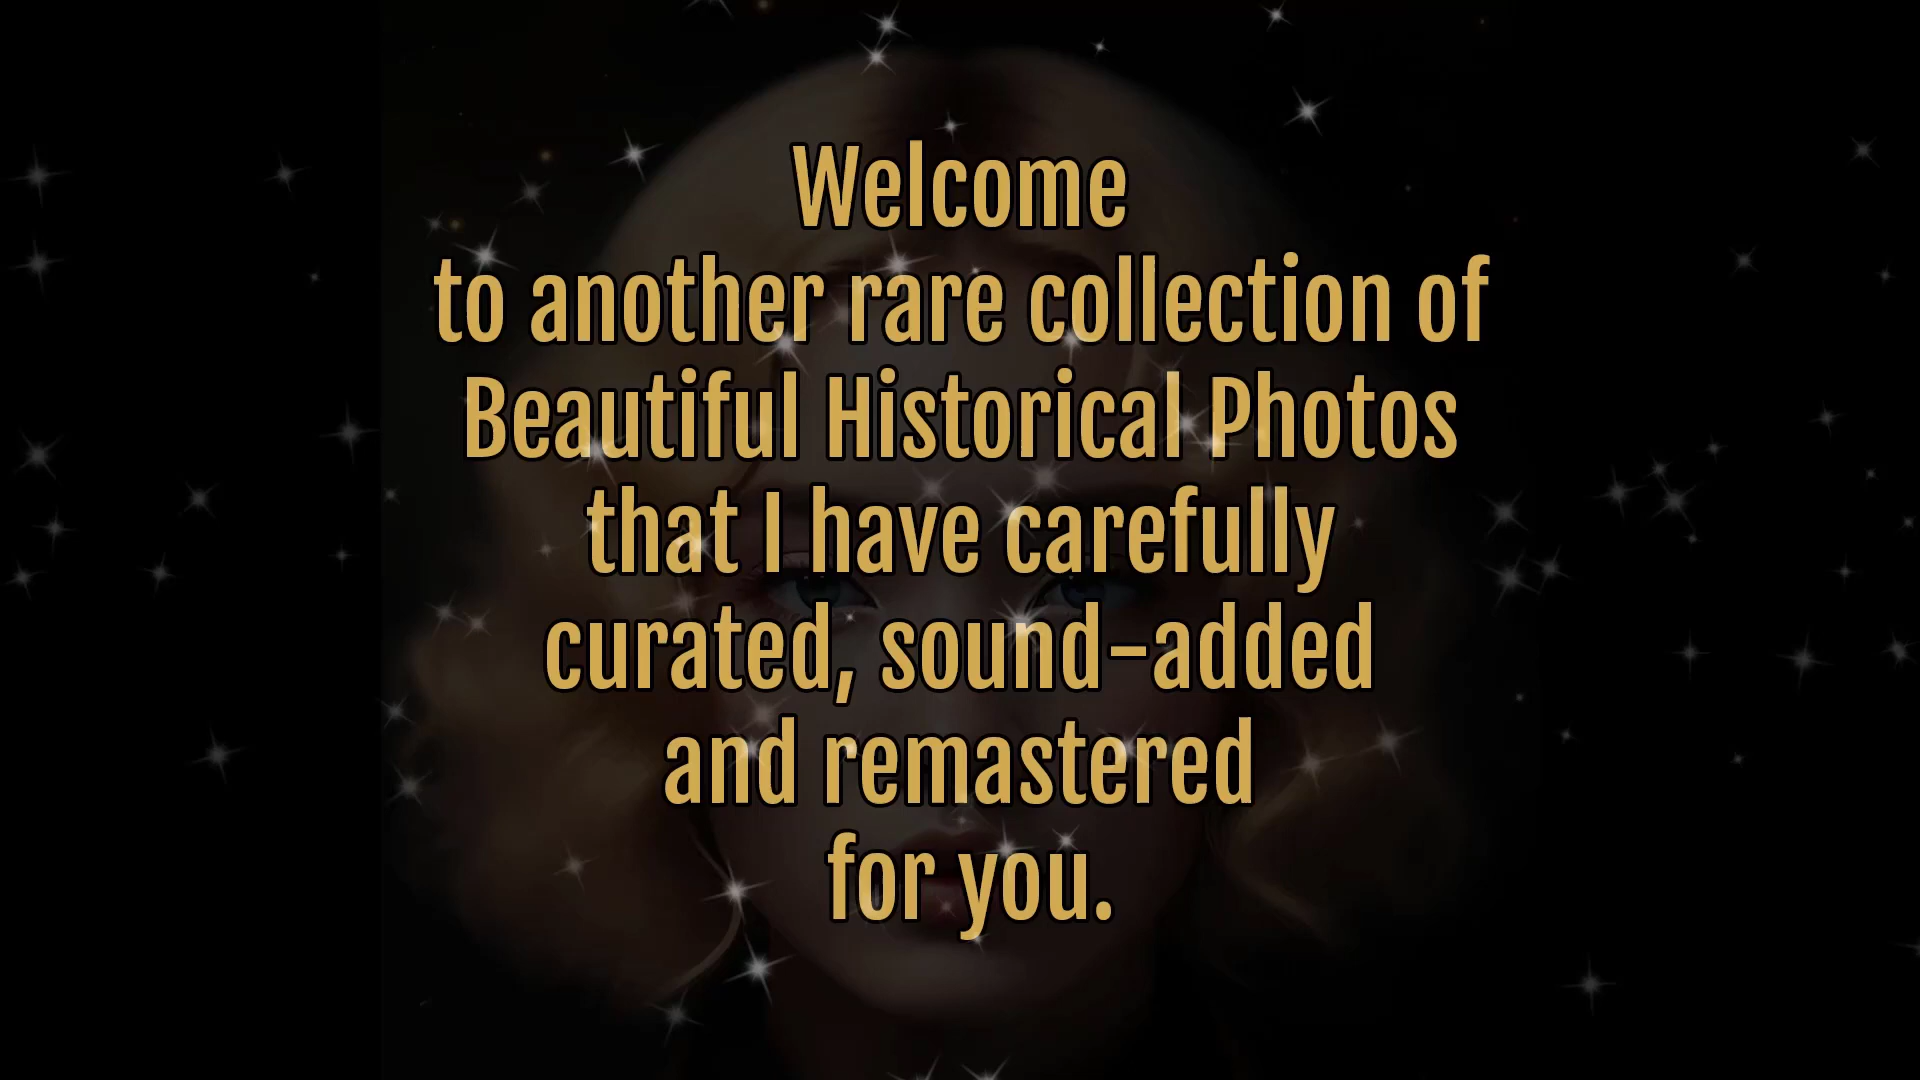 Welcome
to another rare collection of
Beautiful Historical Photos
that I have carefully
curated, sound-added
and remastered
for you.